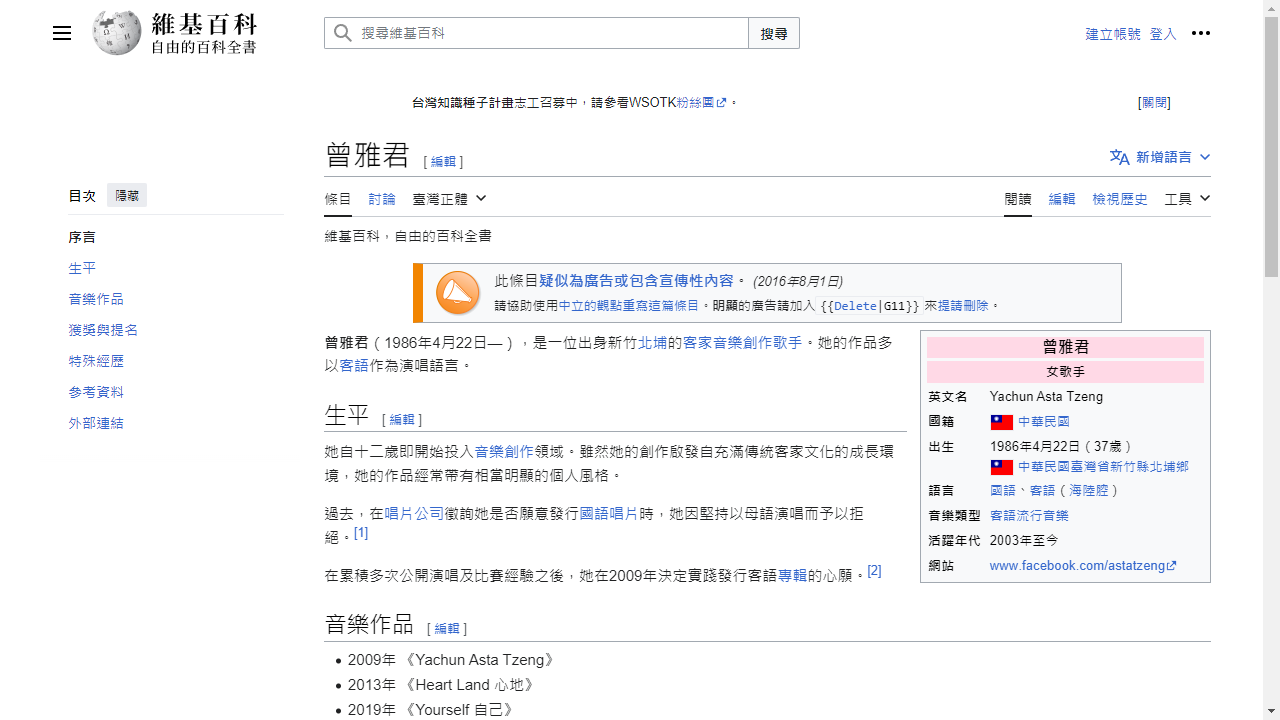 維基百科
自由的百科全書
搜尋維基百科
搜尋
建立帳號 登入
台灣知識種子計畫志工召募中，請參看WSOTK粉絲團。 [關閉]
曾雅君 [ 編輯 ]
新增語言
目次 隱藏
序言
生平
音樂作品
獲獎與提名
特殊經歷
參考資料
外部連結
條目 討論 臺灣正體
閱讀 編輯 檢視歷史 工具
維基百科，自由的百科全書
此條目疑似為廣告或包含宣傳性內容。 (2016年8月1日)
請協助使用中立的觀點重寫這篇條目。明顯的廣告請加入 {{Delete|G11}} 來提請刪除。
曾雅君（1986年4月22日—），是一位出身新竹北埔的客家音樂創作歌手。她的作品多
以客語作為演唱語言。
生平 [ 編輯 ]
她自十二歲即開始投入音樂創作領域。雖然她的創作啟發自充滿傳統客家文化的成長環
境，她的作品經常帶有相當明顯的個人風格。
過去，在唱片公司徵詢她是否願意發行國語唱片時，她因堅持以母語演唱而予以拒
絕。[1]
在累積多次公開演唱及比賽經驗之後，她在2009年決定實踐發行客語專輯的心願。[2]
曾雅君
女歌手
英文名 Yachun Asta Tzeng
國籍 中華民國
出生 1986年4月22日（37歲）
中華民國臺灣省新竹縣北埔鄉
語言 國語、客語（海陸腔）
音樂類型 客語流行音樂
活躍年代 2003年至今
網站 www.facebook.com/astatzeng
音樂作品 [ 編輯 ]
• 2009年 《Yachun Asta Tzeng》
• 2013年 《Heart Land 心地》
• 2019年 《Yourself 自己》